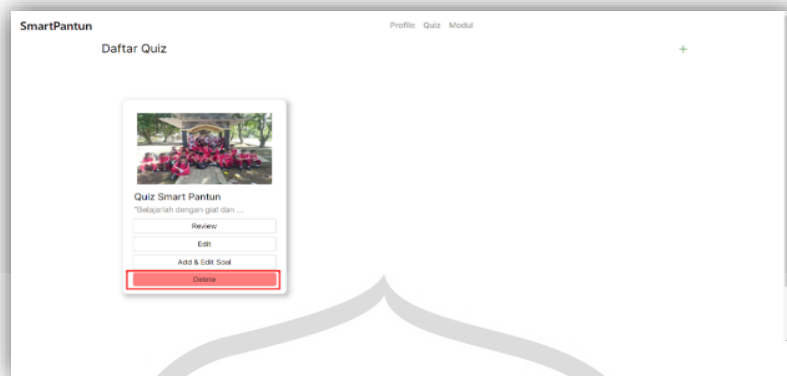 SmartPantun
Profile Quiz Modul
Daftar Quiz
+
Quiz Smart Pantun
"Belajarlah dengan giat dan ...
Review
Edit
Add & Edit Soal
Delete